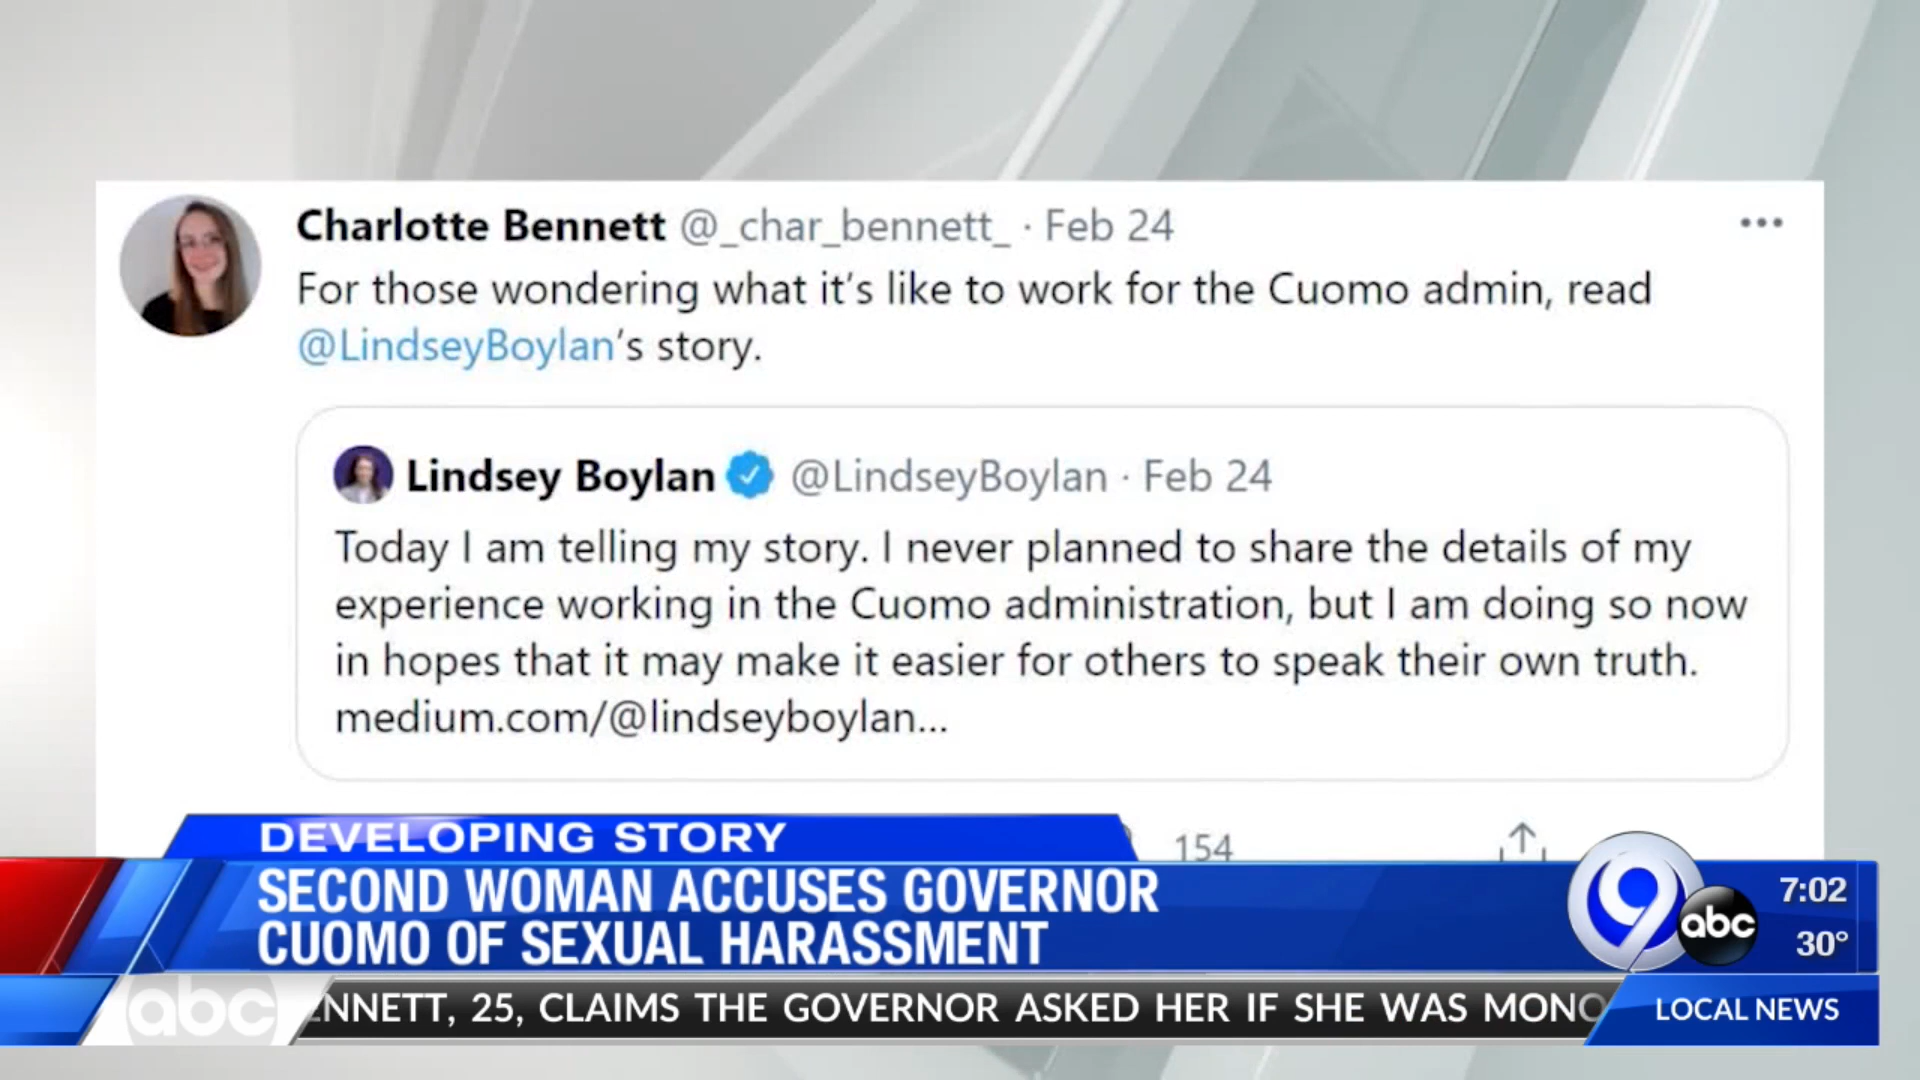 Charlotte Bennett @_char_bennett_ · Feb 24
For those wondering what it's like to work for the Cuomo admin, read
@LindseyBoylan's story.
Lindsey Boylan @LindseyBoylan · Feb 24
Today I am telling my story. I never planned to share the details of my
experience working in the Cuomo administration, but I am doing so now
in hopes that it may make it easier for others to speak their own truth.
medium.com/@lindseyboylan...
154
DEVELOPING STORY
SECOND WOMAN ACCUSES GOVERNOR
CUOMO OF SEXUAL HARASSMENT
9
abc
7:02
30°
abc
ENNETT, 25, CLAIMS THE GOVERNOR ASKED HER IF SHE WAS MONO
LOCAL NEWS